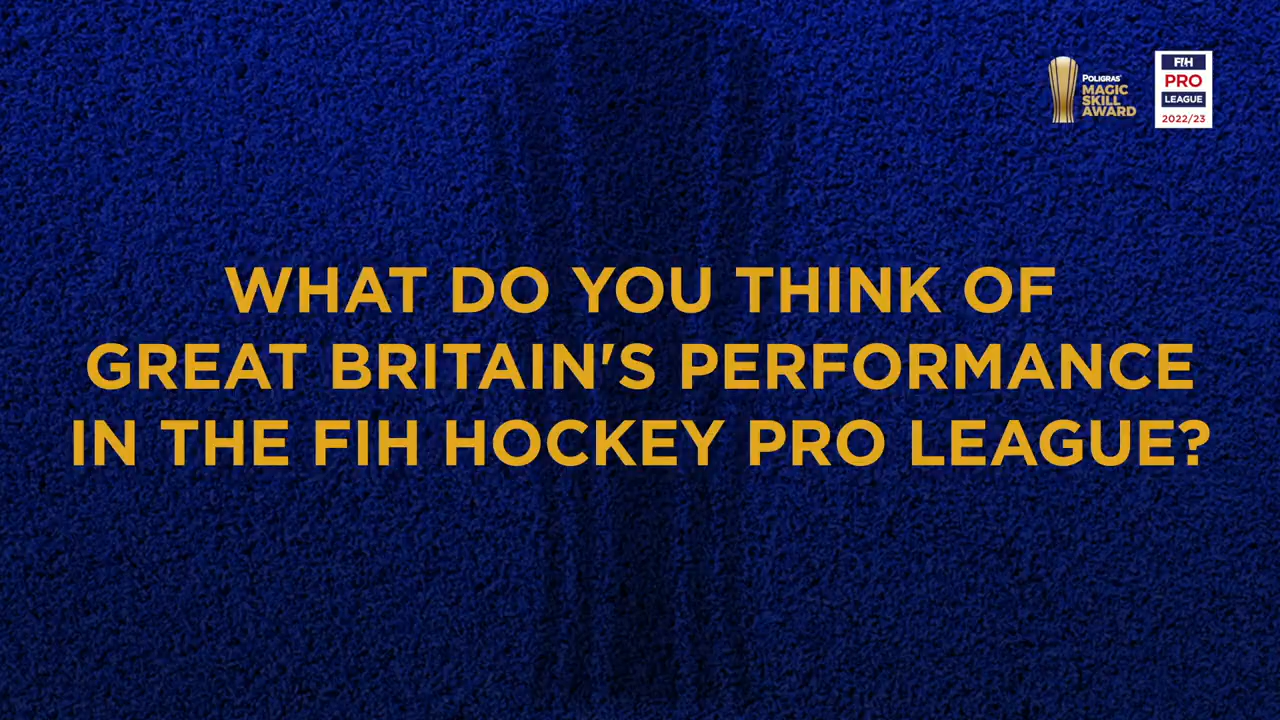 POLIGRAS
MAGIC
SKILL
AWARD
FIH
PRO
LEAGUE
2022/23
WHAT DO YOU THINK OF
GREAT BRITAIN'S PERFORMANCE
IN THE FIH HOCKEY PRO LEAGUE?